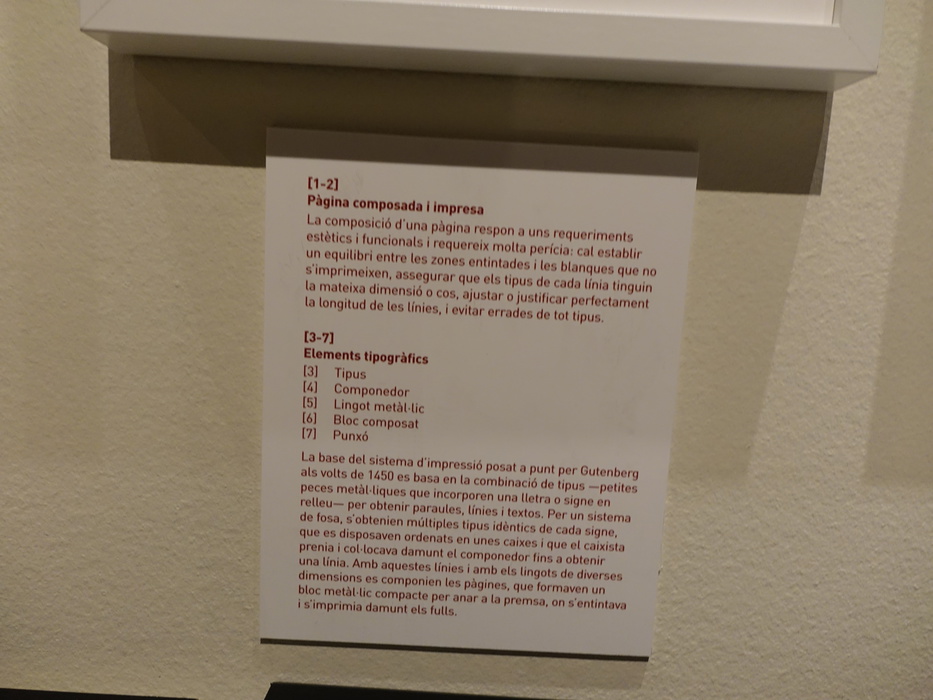 [1-2]
Pàgina composada i impresa
La composició d'una pàgina respon a uns requeriments
estètics i funcionals i requereix molta perícia: cal establir
un equilibri entre les zones entintades i les blanques que no
s'imprimeixen, assegurar que els tipus de cada línia tinguin
la mateixa dimensió o cos, ajustar o justificar perfectament
la longitud de les línies, i evitar errades de tot tipus.
[3-7]
Elements tipogràfics
[3] Tipus
[4] Componedor
[5] Lingot metàl·lic
[6] Bloc composat
[7] Punxó
La base del sistema d'impressió posat a punt per Gutenberg
als volts de 1450 es basa en la combinació de tipus —petites
peces metàl·liques que incorporen una lletra o signe en
relleu— per obtenir paraules, línies i textos. Per un sistema
de fosa, s'obtenien múltiples tipus idèntics de cada signe,
que es disposaven ordenats en unes caixes i que el caixista
prenia i col·locava damunt el componedor fins a obtenir
una línia. Amb aquestes línies i amb els lingots de diverses
dimensions es componien les pàgines, que formaven un
bloc metàl·lic compacte per anar a la premsa, on s'entintava
i s'imprimia damunt els fulls.